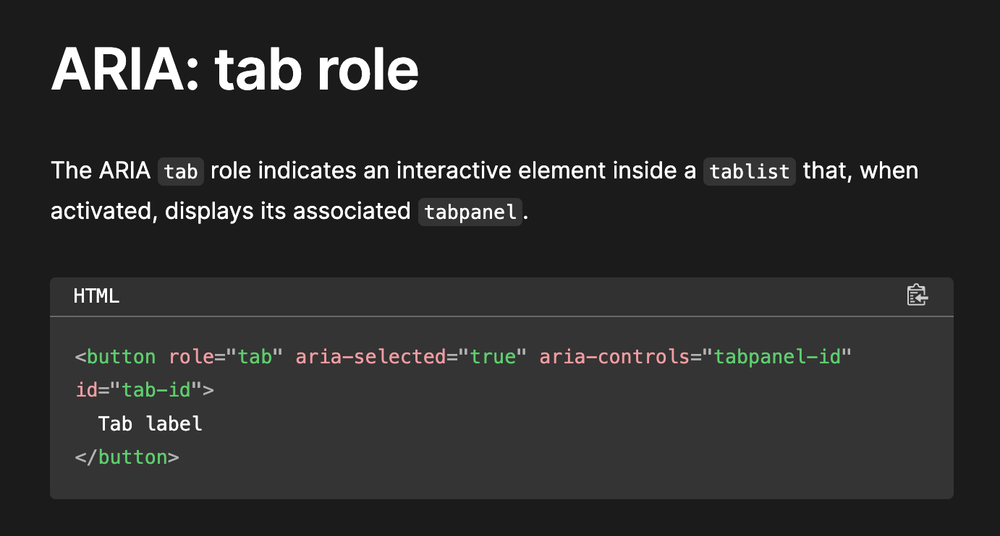 ARIA: tab role
The ARIA tab role indicates an interactive element inside a tablist that, when
activated, displays its associated tabpanel.
HTML
<button role="tab" aria-selected="true" aria-controls="tabpanel-id"
id="tab-id">
  Tab label
</button>